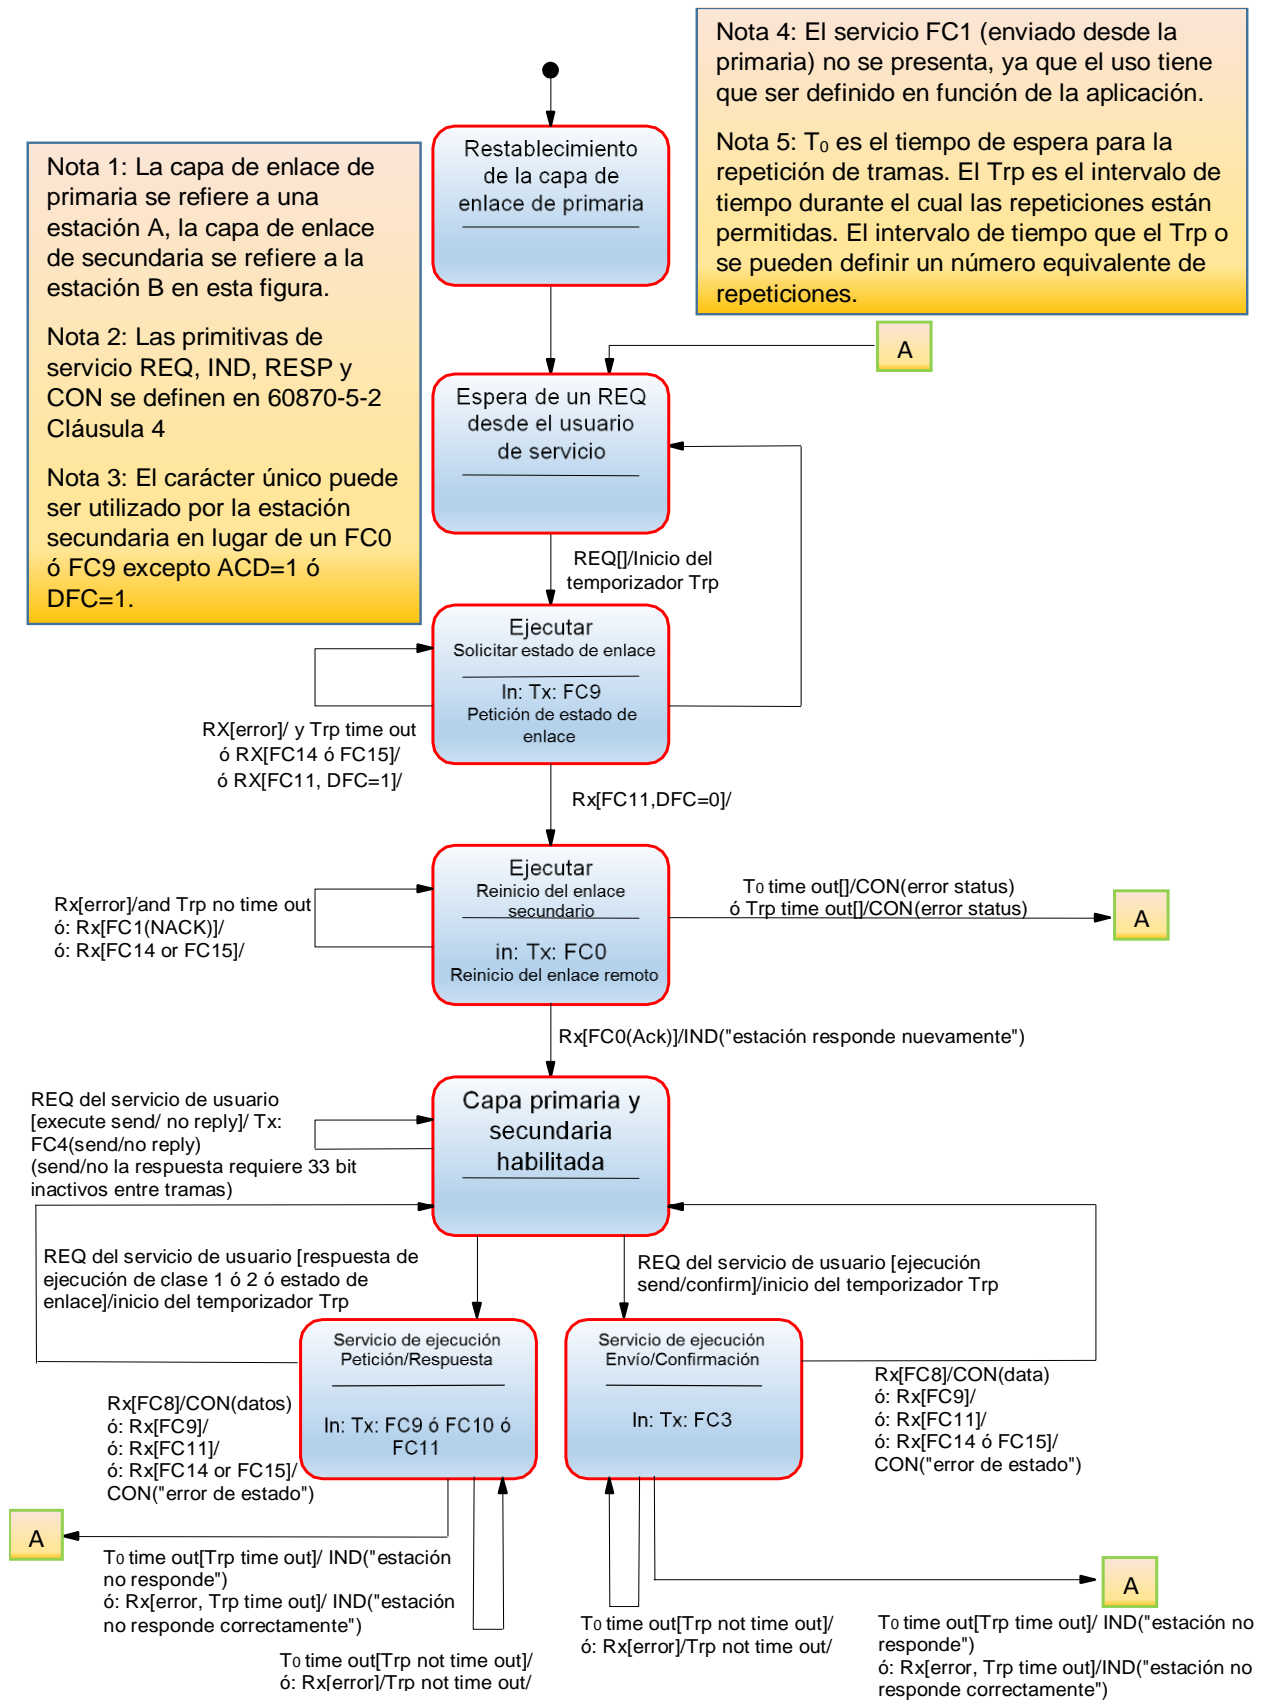 Nota 4: El servicio FC1 (enviado desde la
primaria) no se presenta, ya que el uso tiene
que ser definido en función de la aplicación.
Nota 5: T0 es el tiempo de espera para la
repetición de tramas. El Trp es el intervalo de
tiempo durante el cual las repeticiones están
permitidas. El intervalo de tiempo que el Trp o
se pueden definir un número equivalente de
repeticiones.
Nota 1: La capa de enlace de
primaria se refiere a una
estación A, la capa de enlace
de secundaria se refiere a la
estación B en esta figura.
Nota 2: Las primitivas de
servicio REQ, IND, RESP y
CON se definen en 60870-5-2
Cláusula 4
Nota 3: El carácter único puede
ser utilizado por la estación
secundaria en lugar de un FC0
ó FC9 excepto ACD=1 ó
DFC=1.
Restablecimiento
de la capa de
enlace de primaria
A
Espera de un REQ
desde el usuario
de servicio
REQ[]/Inicio del
temporizador Trp
Ejecutar
Solicitar estado de enlace
In: Tx: FC9
Petición de estado de
enlace
RX[error]/ y Trp time out
ó RX[FC14 ó FC15]/
ó RX[FC11, DFC=1]/
Rx[FC11,DFC=0]/
Ejecutar
Reinicio del enlace
secundario
in: Tx: FC0
Reinicio del enlace remoto
Rx[error]/and Trp no time out
ó: Rx[FC1(NACK)]/
ó: Rx[FC14 or FC15]/
T0 time out[]/CON(error status)
ó Trp time out[]/CON(error status)
A
Rx[FC0(Ack)]/IND("estación responde nuevamente")
REQ del servicio de usuario
[execute send/ no reply]/ Tx:
FC4(send/no reply)
(send/no la respuesta requiere 33 bit
inactivos entre tramas)
Capa primaria y
secundaria
habilitada
REQ del servicio de usuario [respuesta de
ejecución de clase 1 ó 2 ó estado de
enlace]/inicio del temporizador Trp
REQ del servicio de usuario [ejecución
send/confirm]/inicio del temporizador Trp
Servicio de ejecución
Petición/Respuesta
In: Tx: FC9 ó FC10 ó
FC11
Servicio de ejecución
Envío/Confirmación
In: Tx: FC3
Rx[FC8]/CON(datos)
ó: Rx[FC9]/
ó: Rx[FC11]/
ó: Rx[FC14 or FC15]/
CON("error de estado")
Rx[FC8]/CON(data)
ó: Rx[FC9]/
ó: Rx[FC11]/
ó: Rx[FC14 ó FC15]/
CON("error de estado")
A
T0 time out[Trp time out]/ IND("estación
no responde")
ó: Rx[error, Trp time out]/ IND("estación
no responde correctamente")
T0 time out[Trp not time out]/
ó: Rx[error]/Trp not time out/
T0 time out[Trp not time out]/
ó: Rx[error]/Trp not time out/
A
T0 time out[Trp time out]/ IND("estación no
responde")
ó: Rx[error, Trp time out]/IND("estación no
responde correctamente")